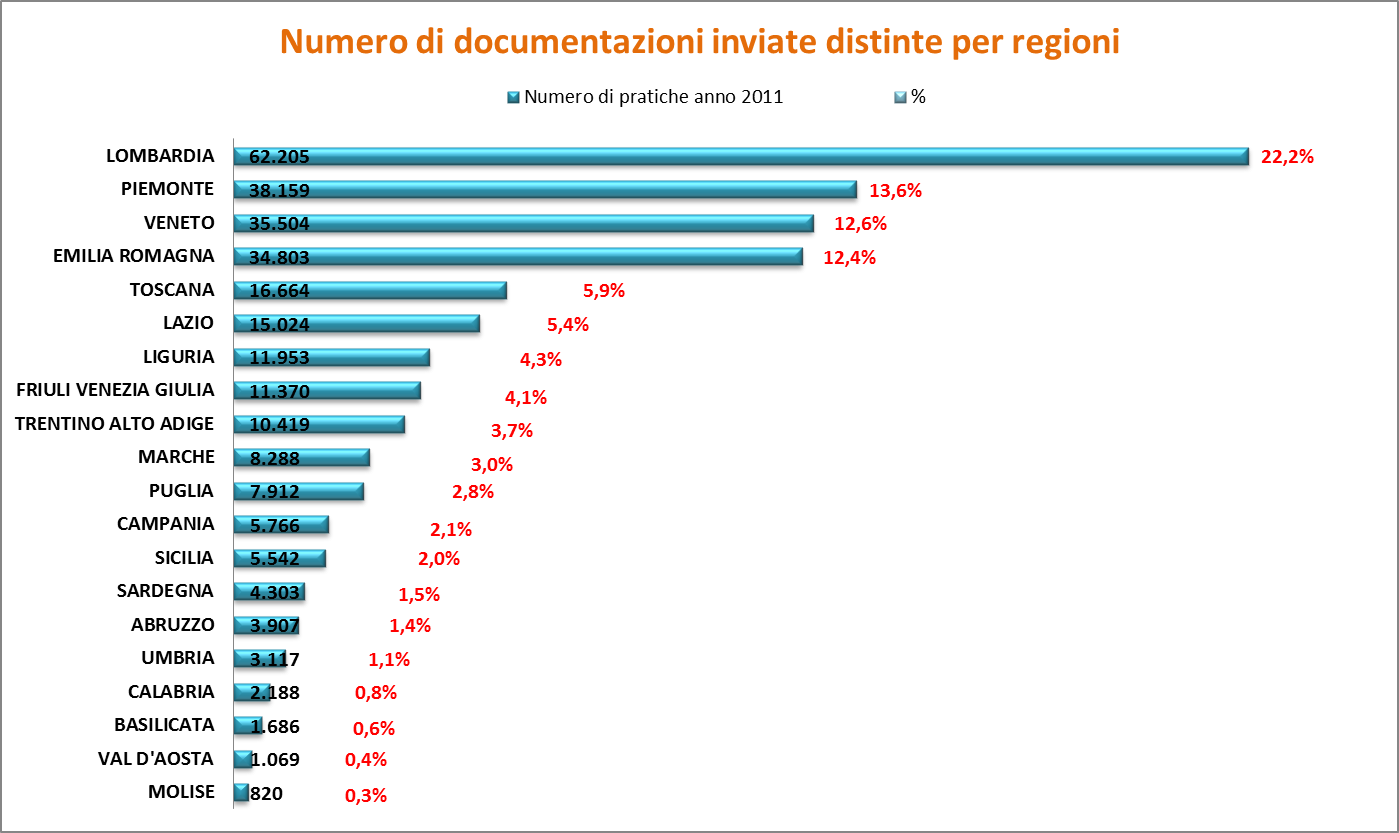 Numero di documentazioni inviate distinte per regioni
Numero di pratiche anno 2011 %
LOMBARDIA 62.205 22,2%
PIEMONTE 38.159 13,6%
VENETO 35.504 12,6%
EMILIA ROMAGNA 34.803 12,4%
TOSCANA 16.664 5,9%
LAZIO 15.024 5,4%
LIGURIA 11.953 4,3%
FRIULI VENEZIA GIULIA 11.370 4,1%
TRENTINO ALTO ADIGE 10.419 3,7%
MARCHE 8.288 3,0%
PUGLIA 7.912 2,8%
CAMPANIA 5.766 2,1%
SICILIA 5.542 2,0%
SARDEGNA 4.303 1,5%
ABRUZZO 3.907 1,4%
UMBRIA 3.117 1,1%
CALABRIA 2.188 0,8%
BASILICATA 1.686 0,6%
VAL D'AOSTA 1.069 0,4%
MOLISE 820 0,3%